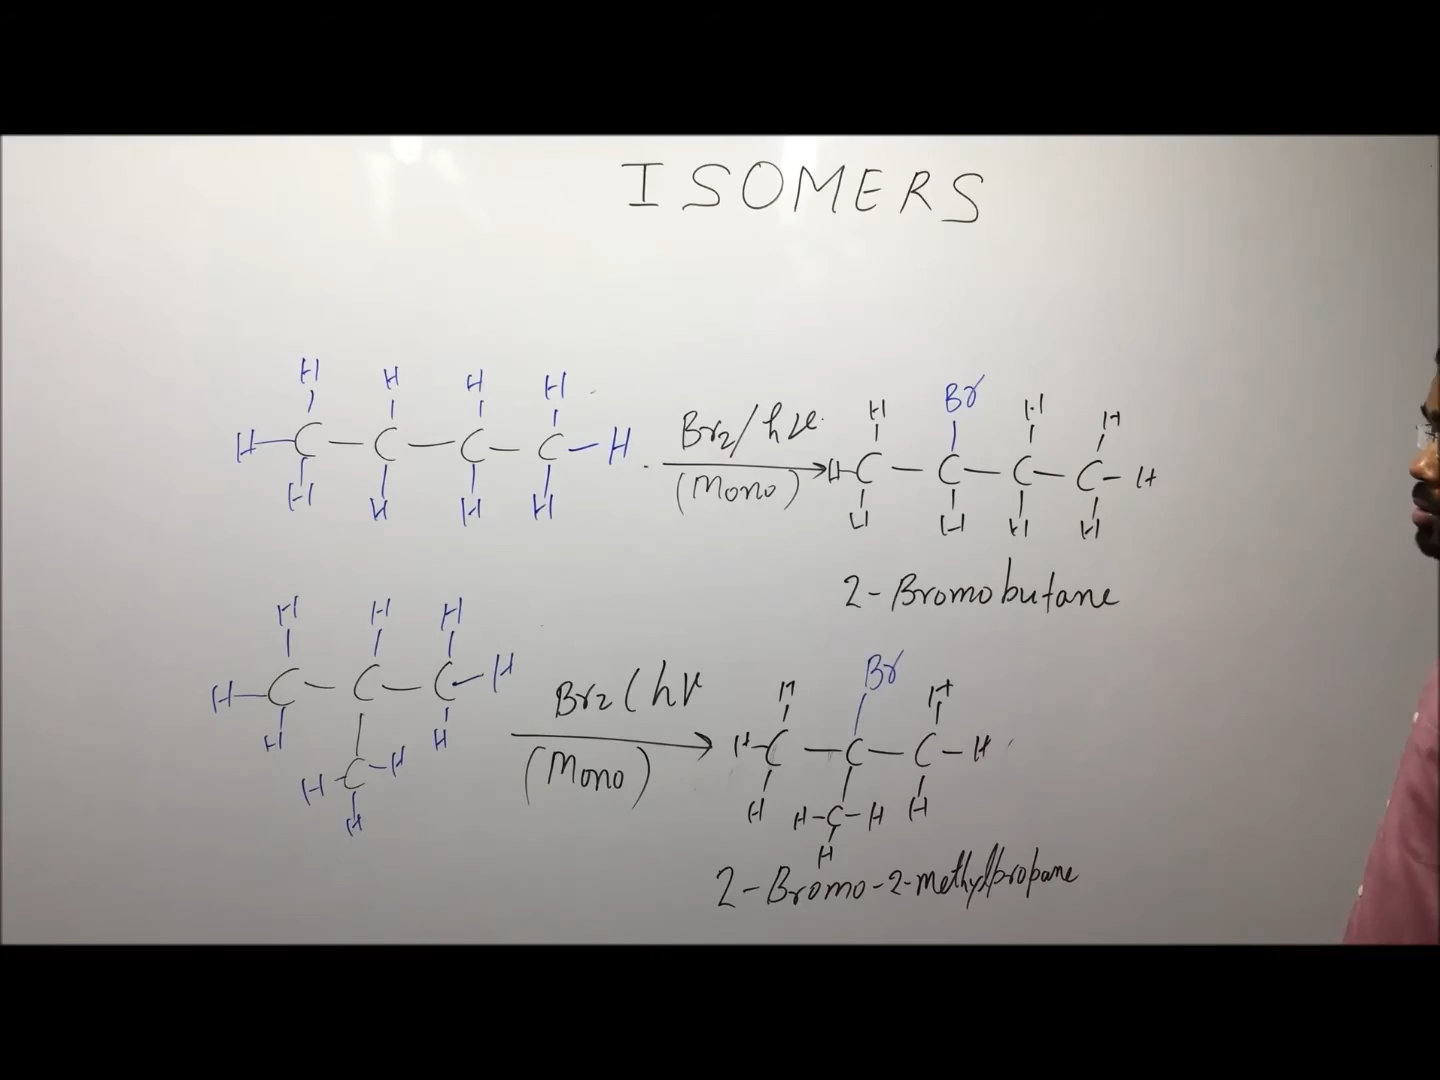 ISOMERS
H H H H
H-C-C-C-C-H
H H H H
Br2/hν
(Mono)
H Br H H
H-C-C-C-C-H
H H H H
2-Bromobutane
H H H
H-C-C-C-H
H H
H-C-H
H
Br2/hν
(Mono)
H Br H
H-C-C-C-H
H H
H-C-H
H
2-Bromo-2-methylpropane